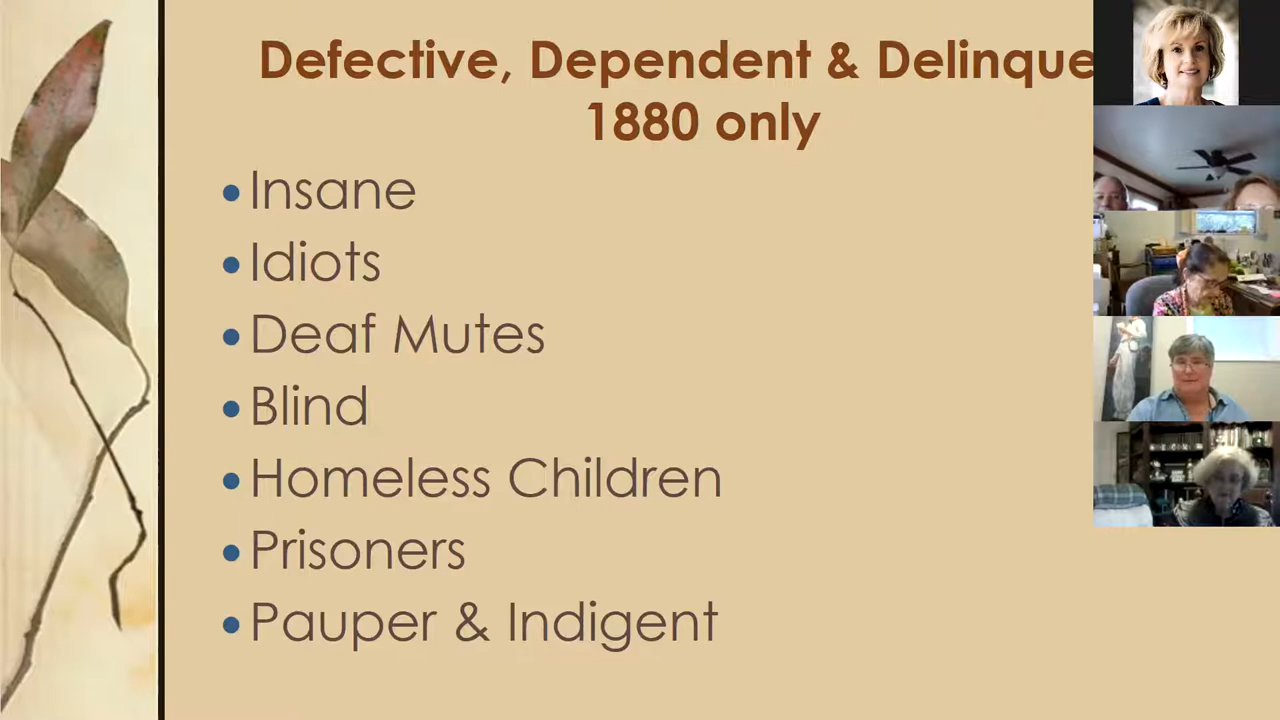 Defective, Dependent & Delinque
1880 only
• Insane
• Idiots
• Deaf Mutes
• Blind
• Homeless Children
• Prisoners
• Pauper & Indigent